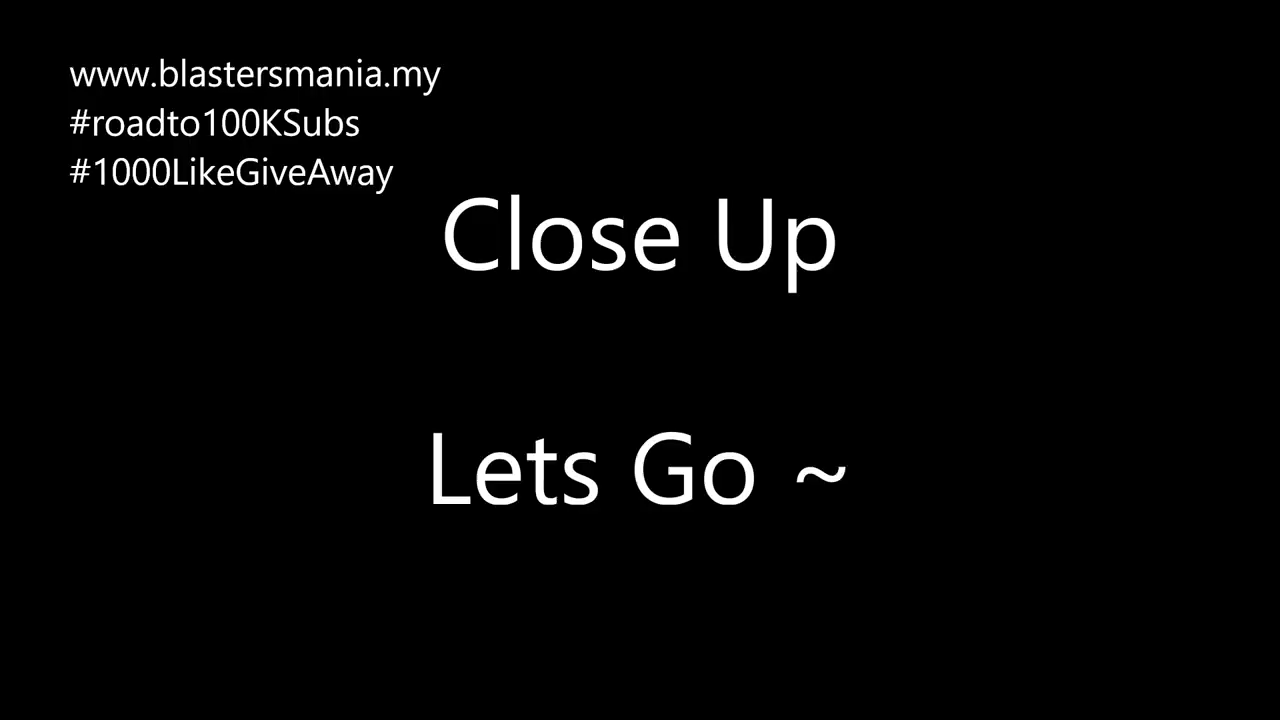 www.blastersmania.my
#roadto100KSubs
#1000LikeGiveAway
Close Up
Lets Go ~